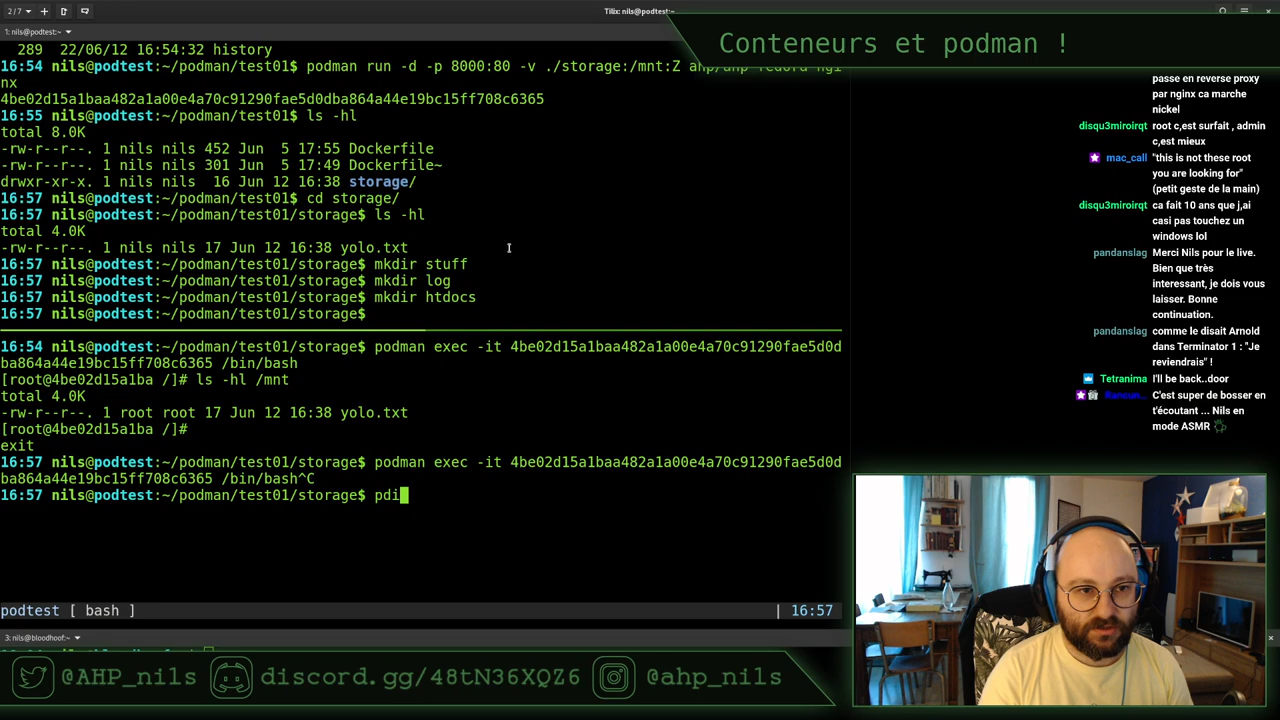 2/7
Tilix: nils@podtest:~
1: nils@podtest:~
Conteneurs et podman !
289  22/06/12 16:54:32 history
16:54 nils@podtest:~/podman/test01$ podman run -d -p 8000:80 -v ./storage:/mnt:Z
nx
4be02d15a1baa482a1a00e4a70c91290fae5d0dba864a44e19bc15ff708c6365
16:55 nils@podtest:~/podman/test01$ ls -hl
total 8.0K
-rw-r--r--. 1 nils nils 452 Jun  5 17:55 Dockerfile
-rw-r--r--. 1 nils nils 301 Jun  5 17:49 Dockerfile~
drwxr-xr-x. 1 nils nils  16 Jun 12 16:38 storage/
16:57 nils@podtest:~/podman/test01$ cd storage/
16:57 nils@podtest:~/podman/test01/storage$ ls -hl
total 4.0K
-rw-r--r--. 1 nils nils 17 Jun 12 16:38 yolo.txt
16:57 nils@podtest:~/podman/test01/storage$ mkdir stuff
16:57 nils@podtest:~/podman/test01/storage$ mkdir log
16:57 nils@podtest:~/podman/test01/storage$ mkdir htdocs
16:57 nils@podtest:~/podman/test01/storage$
16:54 nils@podtest:~/podman/test01/storage$ podman exec -it 4be02d15a1baa482a1a00e4a70c91290fae5d0d
ba864a44e19bc15ff708c6365 /bin/bash
[root@4be02d15a1ba /]# ls -hl /mnt
total 4.0K
-rw-r--r--. 1 root root 17 Jun 12 16:38 yolo.txt
[root@4be02d15a1ba /]#
exit
16:57 nils@podtest:~/podman/test01/storage$ podman exec -it 4be02d15a1baa482a1a00e4a70c91290fae5d0d
ba864a44e19bc15ff708c6365 /bin/bash^C
16:57 nils@podtest:~/podman/test01/storage$ pdi
podtest [ bash ]
| 16:57
3: nils@bloodhoof:~
passe en reverse proxy
par nginx ca marche
nickel
disqu3miroirqt root c,est surfait , admin
c,est mieux
mac_call "this is not these root
you are looking for"
(petit geste de la main)
disqu3miroirqt ca fait 10 ans que j,ai
casi pas touchez un
windows lol
pandanslag Merci Nils pour le live.
Bien que très
interessant, je dois vous
laisser. Bonne
continuation.
pandanslag comme le disait Arnold
dans Terminator 1 : "Je
reviendrais" !
Tetranima I'll be back..door
C'est super de bosser en
t'écoutant ... Nils en
mode ASMR
@AHP_nils
discord.gg/48tN36XQZ6
@ahp_nils